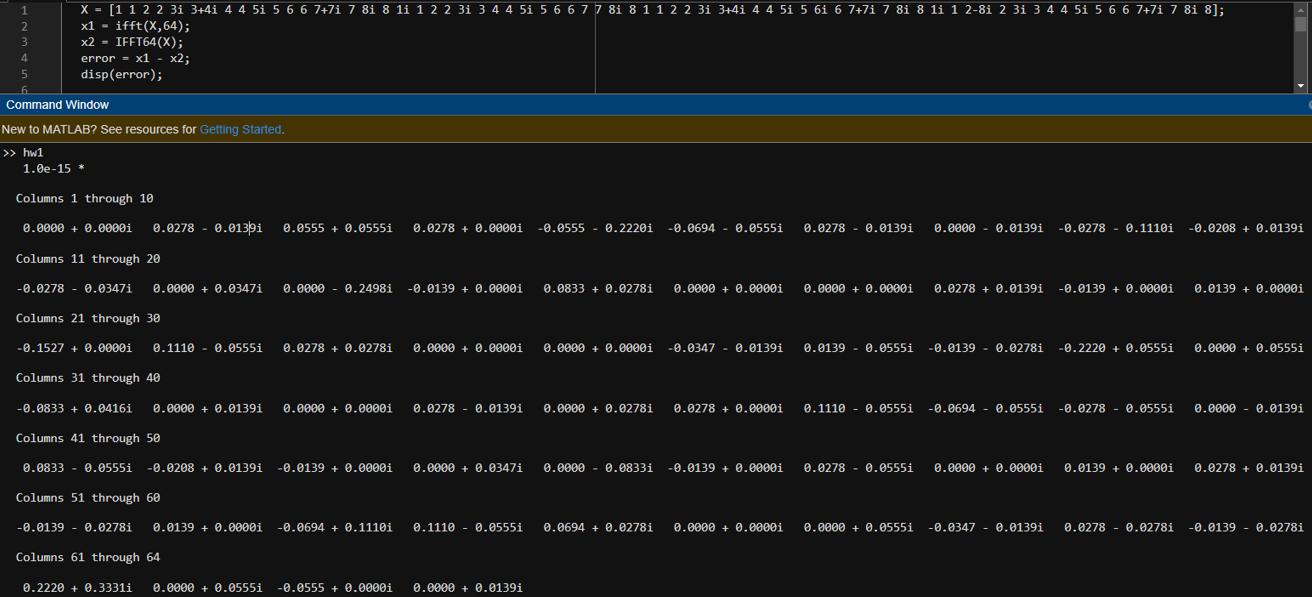 1 X = [1 1 2 2 3i 3+4i 4 4 5i 5 6 6 7+7i 7 8i 8 1i 1 2 2 3i 3 4 4 5i 5 6 6 7 7 8i 8 1 1 2 2 3i 3+4i 4 4 5i 5 6i 6 7+7i 7 8i 8 1i 1 2-8i 2 3i 3 4 4 5i 5 6 6 7+7i 7 8i 8];
2 x1 = ifft(X,64);
3 x2 = IFFT64(X);
4 error = x1 - x2;
5 disp(error);
6
Command Window
New to MATLAB? See resources for Getting Started.
>> hw1
1.0e-15 *
Columns 1 through 10
0.0000 + 0.0000i 0.0278 - 0.0139i 0.0555 + 0.0555i 0.0278 + 0.0000i -0.0555 - 0.2220i -0.0694 - 0.0555i 0.0278 - 0.0139i 0.0000 - 0.0139i -0.0278 - 0.1110i -0.0208 + 0.0139i
Columns 11 through 20
-0.0278 - 0.0347i 0.0000 + 0.0347i 0.0000 - 0.2498i -0.0139 + 0.0000i 0.0833 + 0.0278i 0.0000 + 0.0000i 0.0000 + 0.0000i 0.0278 + 0.0139i -0.0139 + 0.0000i 0.0139 + 0.0000i
Columns 21 through 30
-0.1527 + 0.0000i 0.1110 - 0.0555i 0.0278 + 0.0278i 0.0000 + 0.0000i 0.0000 + 0.0000i -0.0347 - 0.0139i 0.0139 - 0.0555i -0.0139 - 0.0278i -0.2220 + 0.0555i 0.0000 + 0.0555i
Columns 31 through 40
-0.0833 + 0.0416i 0.0000 + 0.0139i 0.0000 + 0.0000i 0.0278 - 0.0139i 0.0000 + 0.0278i 0.0278 + 0.0000i 0.1110 - 0.0555i -0.0694 - 0.0555i -0.0278 - 0.0555i 0.0000 - 0.0139i
Columns 41 through 50
0.0833 - 0.0555i -0.0208 + 0.0139i -0.0139 + 0.0000i 0.0000 + 0.0347i 0.0000 - 0.0833i -0.0139 + 0.0000i 0.0278 - 0.0555i 0.0000 + 0.0000i 0.0139 + 0.0000i 0.0278 + 0.0139i
Columns 51 through 60
-0.0139 - 0.0278i 0.0139 + 0.0000i -0.0694 + 0.1110i 0.1110 - 0.0555i 0.0694 + 0.0278i 0.0000 + 0.0000i 0.0000 + 0.0555i -0.0347 - 0.0139i 0.0278 - 0.0278i -0.0139 - 0.0278i
Columns 61 through 64
0.2220 + 0.3331i 0.0000 + 0.0555i -0.0555 + 0.0000i 0.0000 + 0.0139i